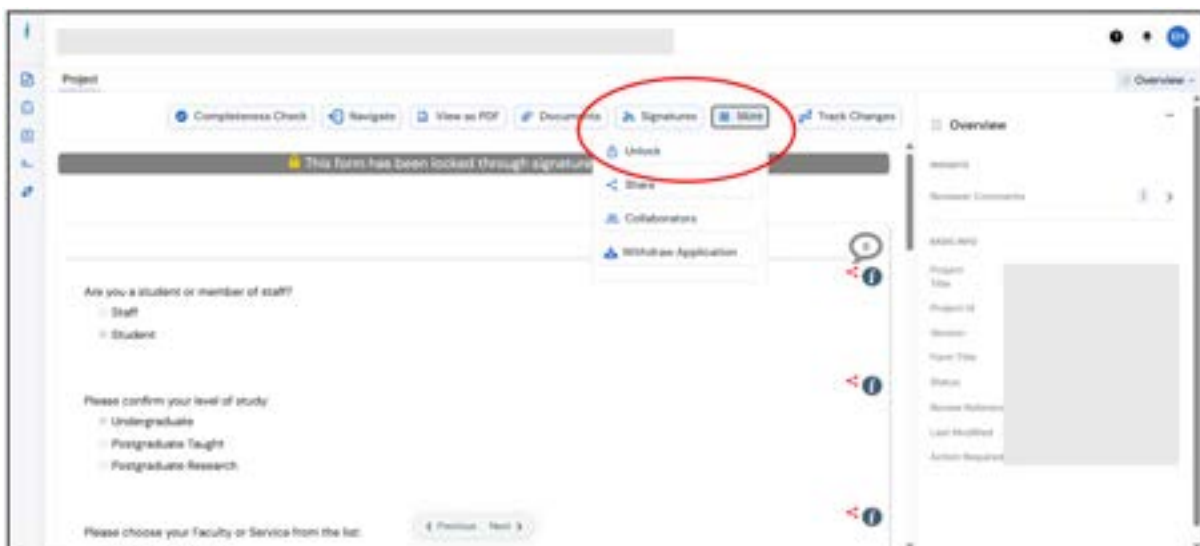 Project
Overview
Completeness Check
Navigate
View as PDF
Documents
Signatures
More
Track Changes
Unlock
Share
Collaborators
Withdraw Application
This form has been locked through signature
Are you a student or member of staff?
Staff
Student
Please confirm your level of study:
Undergraduate
Postgraduate Taught
Postgraduate Research
Please choose your Faculty or Service from the list:
Previous
Next
Overview
Reviewer Comments
BASIC INFO
Project
Title
Project Id
Form Title
Status
Review Reference
Last Modified
Action Required